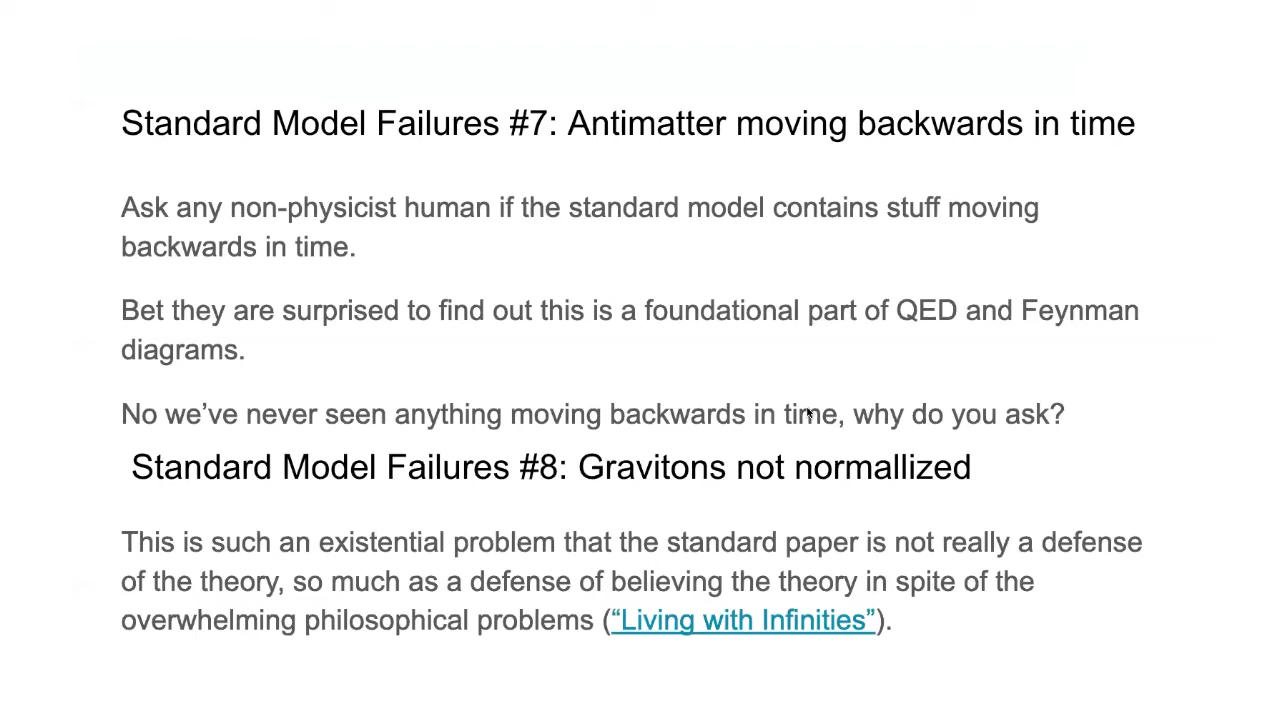 Standard Model Failures #7: Antimatter moving backwards in time
Ask any non-physicist human if the standard model contains stuff moving
backwards in time.
Bet they are surprised to find out this is a foundational part of QED and Feynman
diagrams.
No we’ve never seen anything moving backwards in time, why do you ask?
Standard Model Failures #8: Gravitons not normallized
This is such an existential problem that the standard paper is not really a defense
of the theory, so much as a defense of believing the theory in spite of the
overwhelming philosophical problems (“Living with Infinities”).